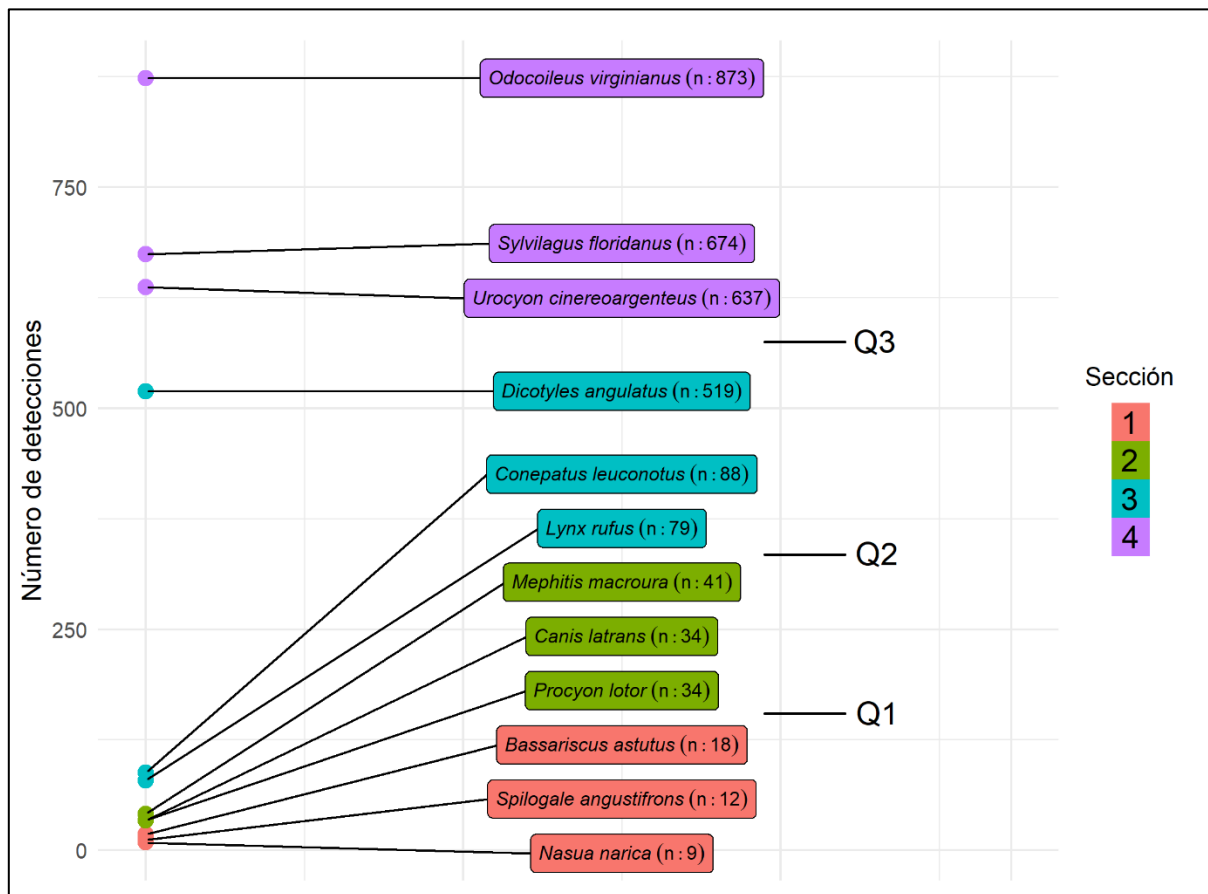 Número de detecciones
750
500
250
0
Odocoileus virginianus (n : 873)
Sylvilagus floridanus (n : 674)
Urocyon cinereoargenteus (n : 637)
Q3
Dicotyles angulatus (n : 519)
Conepatus leuconotus (n : 88)
Lynx rufus (n : 79)
Q2
Mephitis macroura (n : 41)
Canis latrans (n : 34)
Procyon lotor (n : 34)
Q1
Bassariscus astutus (n : 18)
Spilogale angustifrons (n : 12)
Nasua narica (n : 9)
Sección
1
2
3
4